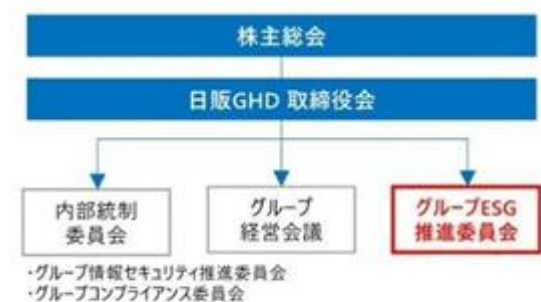 株主総会
日販GHD 取締役会
内部統制
委員会
グループ
経営会議
グループESG
推進委員会
・グループ情報セキュリティ推進委員会
・グループコンプライアンス委員会